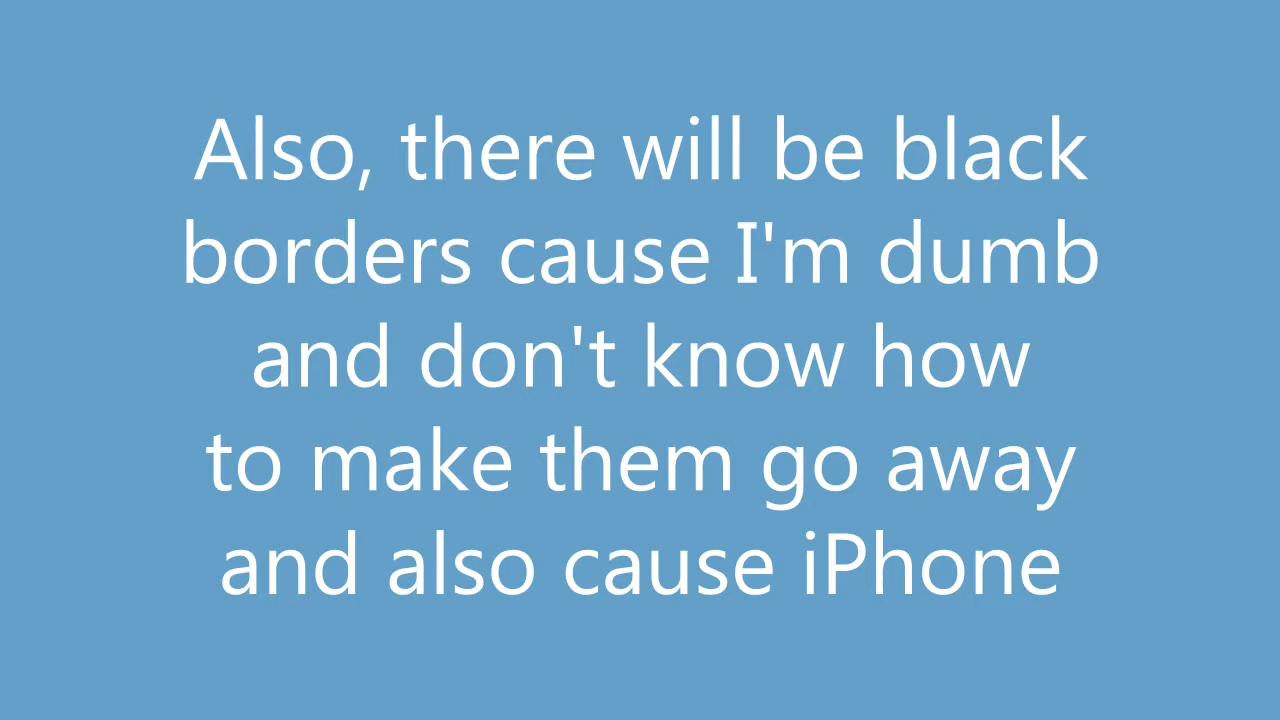 Also, there will be black
borders cause I'm dumb
and don't know how
to make them go away
and also cause iPhone